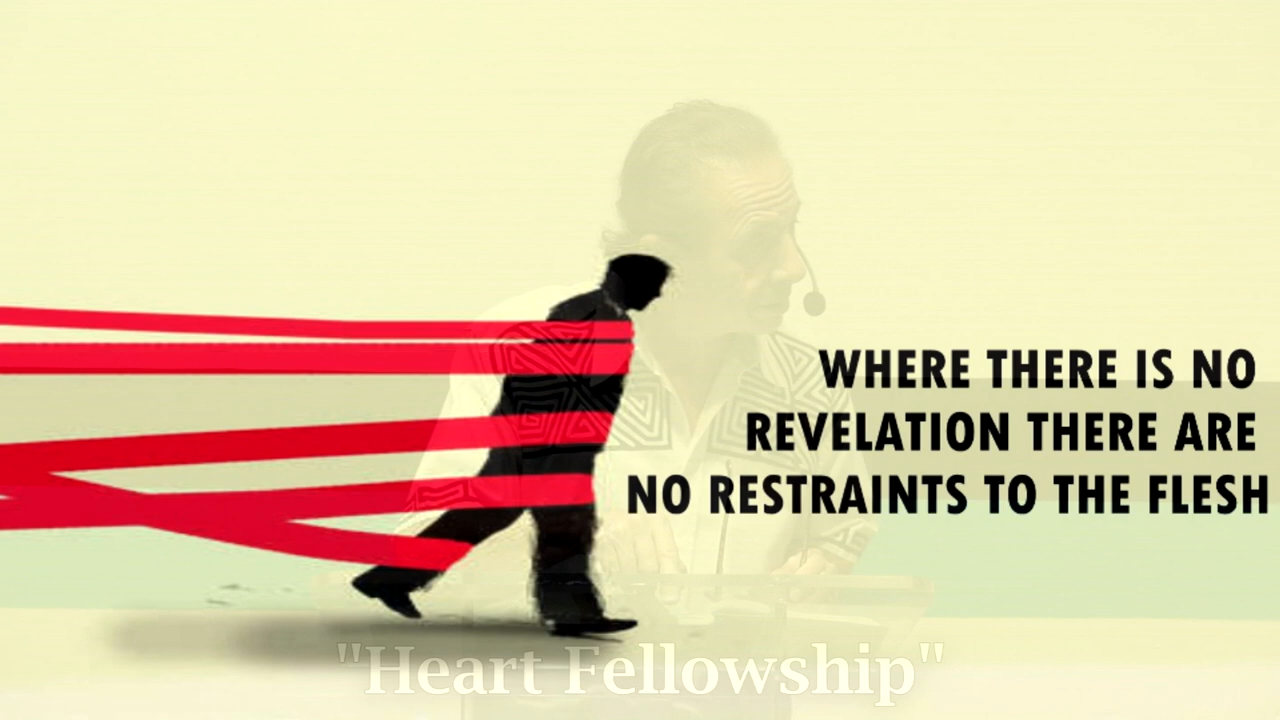 WHERE THERE IS NO
REVELATION THERE ARE
NO RESTRAINTS TO THE FLESH
"Heart Fellowship"